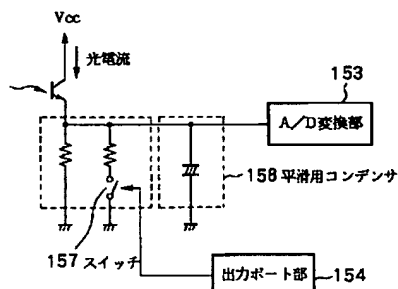 Vcc
光電流
153
A/D変換部
158 平滑用コンデンサ
157 スイッチ
出力ポート部
154